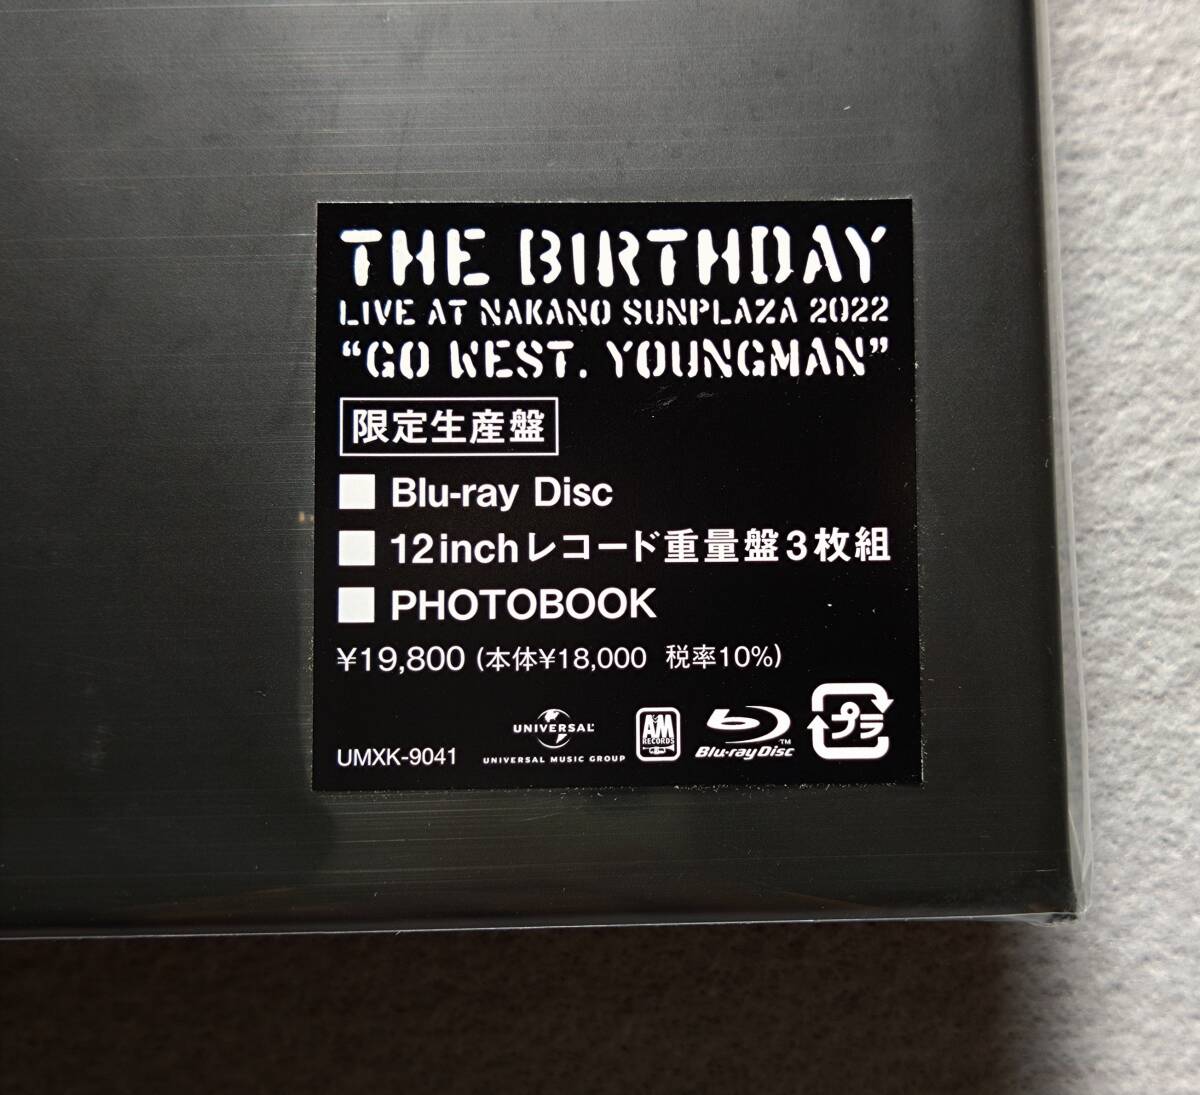 THE BIRTHDAY
LIVE AT NAKANO SUNPLAZA 2022
“GO WEST. YOUNGMAN”
限定生産盤
Blu-ray Disc
12inchレコード重量盤3枚組
PHOTOBOOK
¥19,800 (本体¥18,000 税率10%)
UMXK-9041
UNIVERSAL
UNIVERSAL MUSIC GROUP
A&M
RECORDS
Blu-ray Disc™
プラ